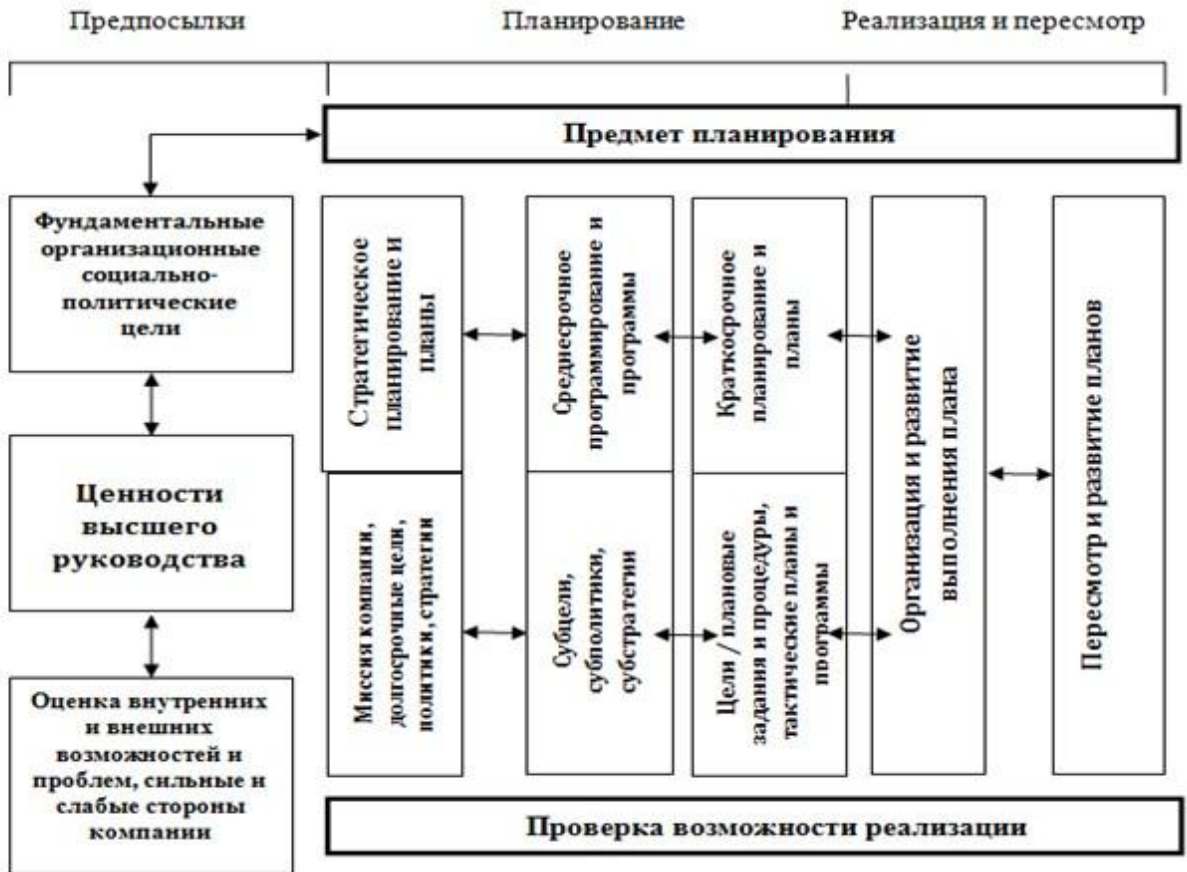 Предпосылки
Планирование
Реализация и пересмотр
Предмет планирования
Фундаментальные
организационные
социально-
политические
цели
Ценности
высшего
руководства
Оценка внутренних
и внешних
возможностей и
проблем, сильные и
слабые стороны
компании
Стратегическое
планирование и
планы
Миссия компании,
долгосрочные цели,
политики, стратегии
Среднесрочное
программирование и
программы
Субцели,
субполитики,
субстратегии
Краткосрочное
планирование и
планы
Цели / плановые
задания и процедуры,
тактические планы и
программы
Организация и развитие
выполнения плана
Пересмотр и развитие планов
Проверка возможности реализации